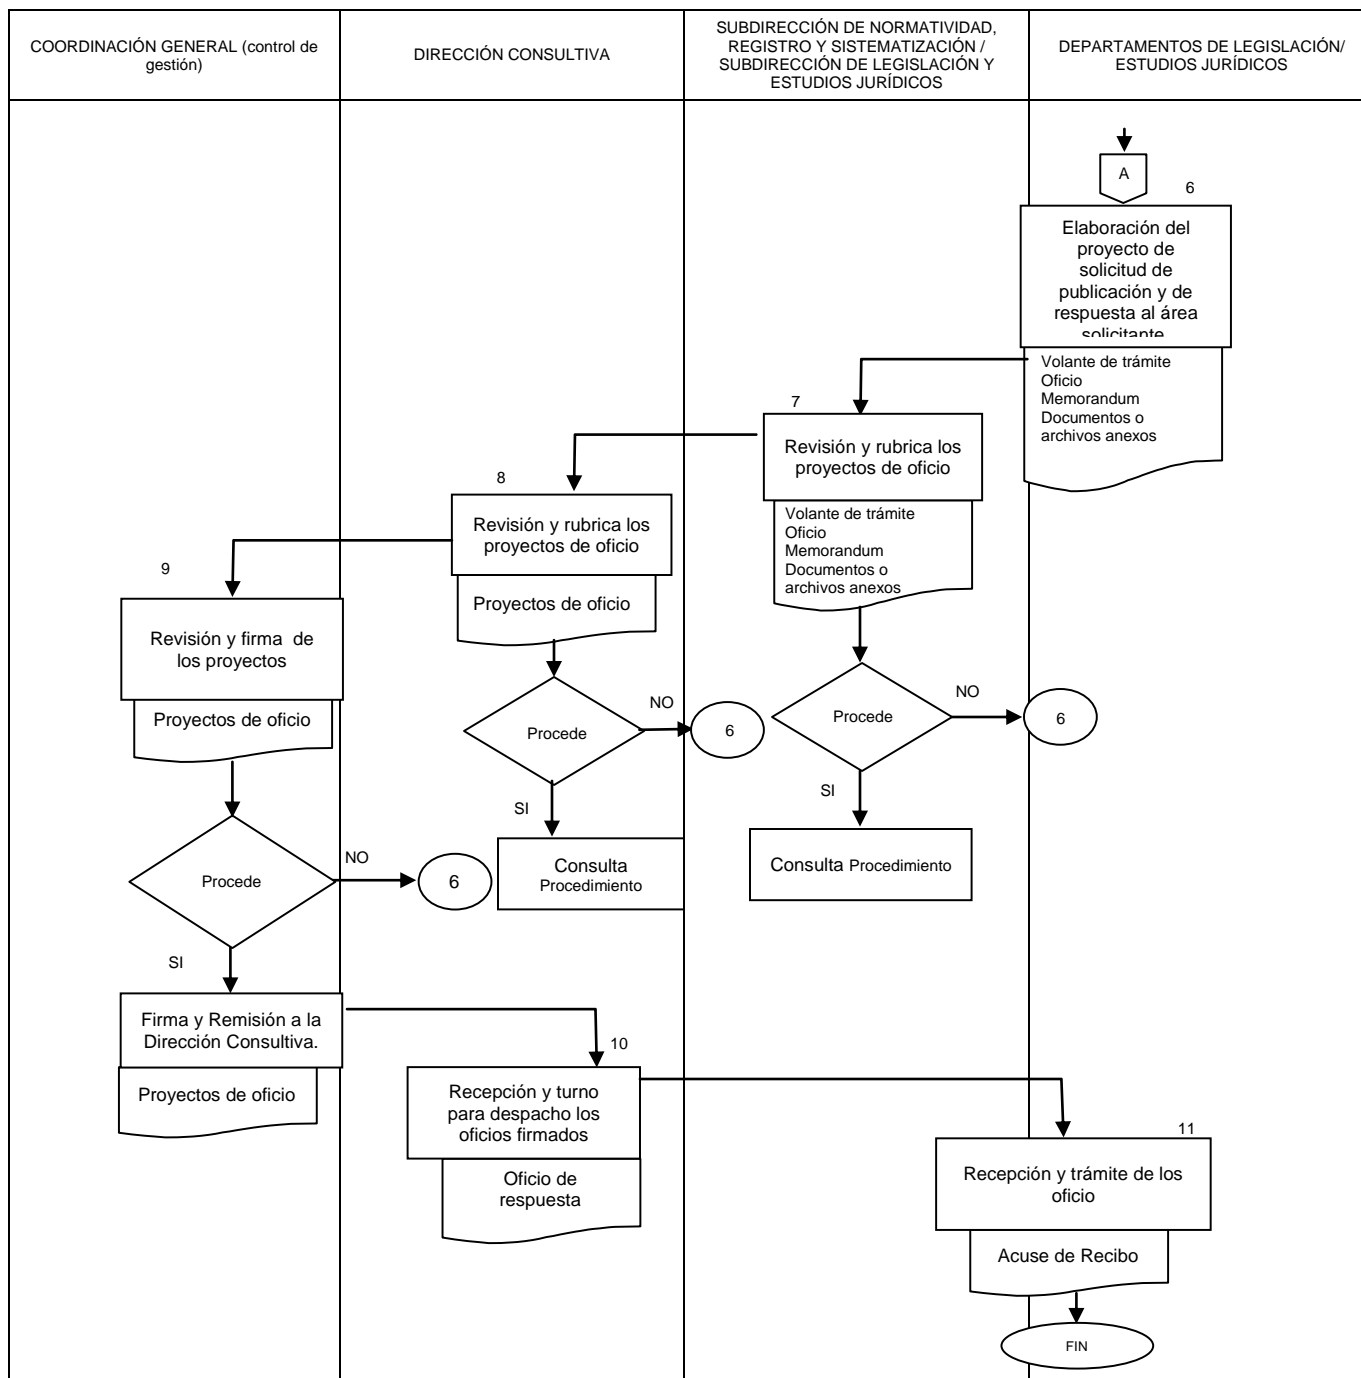 COORDINACIÓN GENERAL (control de
gestión)
DIRECCIÓN CONSULTIVA
SUBDIRECCIÓN DE NORMATIVIDAD,
REGISTRO Y SISTEMATIZACIÓN /
SUBDIRECCIÓN DE LEGISLACIÓN Y
ESTUDIOS JURÍDICOS
DEPARTAMENTOS DE LEGISLACIÓN/
ESTUDIOS JURÍDICOS
A
6
Elaboración del
proyecto de
solicitud de
publicación y de
respuesta al área
solicitante
Volante de trámite
Oficio
Memorandum
Documentos o
archivos anexos
7
Revisión y rubrica los
proyectos de oficio
Volante de trámite
Oficio
Memorandum
Documentos o
archivos anexos
8
Revisión y rubrica los
proyectos de oficio
Proyectos de oficio
9
Revisión y firma de
los proyectos
Proyectos de oficio
Procede
NO
6
Procede
NO
6
SI
SI
Consulta
Procedimiento
Consulta Procedimiento
Procede
NO
6
SI
Firma y Remisión a la
Dirección Consultiva.
Proyectos de oficio
10
Recepción y turno
para despacho los
oficios firmados
Oficio de
respuesta
11
Recepción y trámite de los
oficio
Acuse de Recibo
FIN